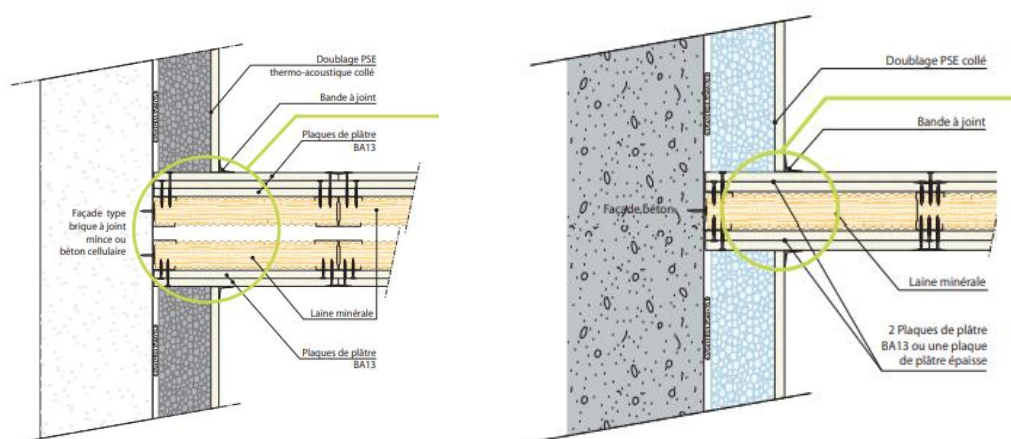 Doublage PSE
thermo-acoustique collé
Bande à joint
Plaques de plâtre
BA13
Façade type
brique à joint
mince ou
béton cellulaire
Laine minérale
Plaques de plâtre
BA13
Doublage PSE collé
Bande à joint
Façade béton
Laine minérale
2 Plaques de plâtre
BA13 ou une plaque
de plâtre épaisse